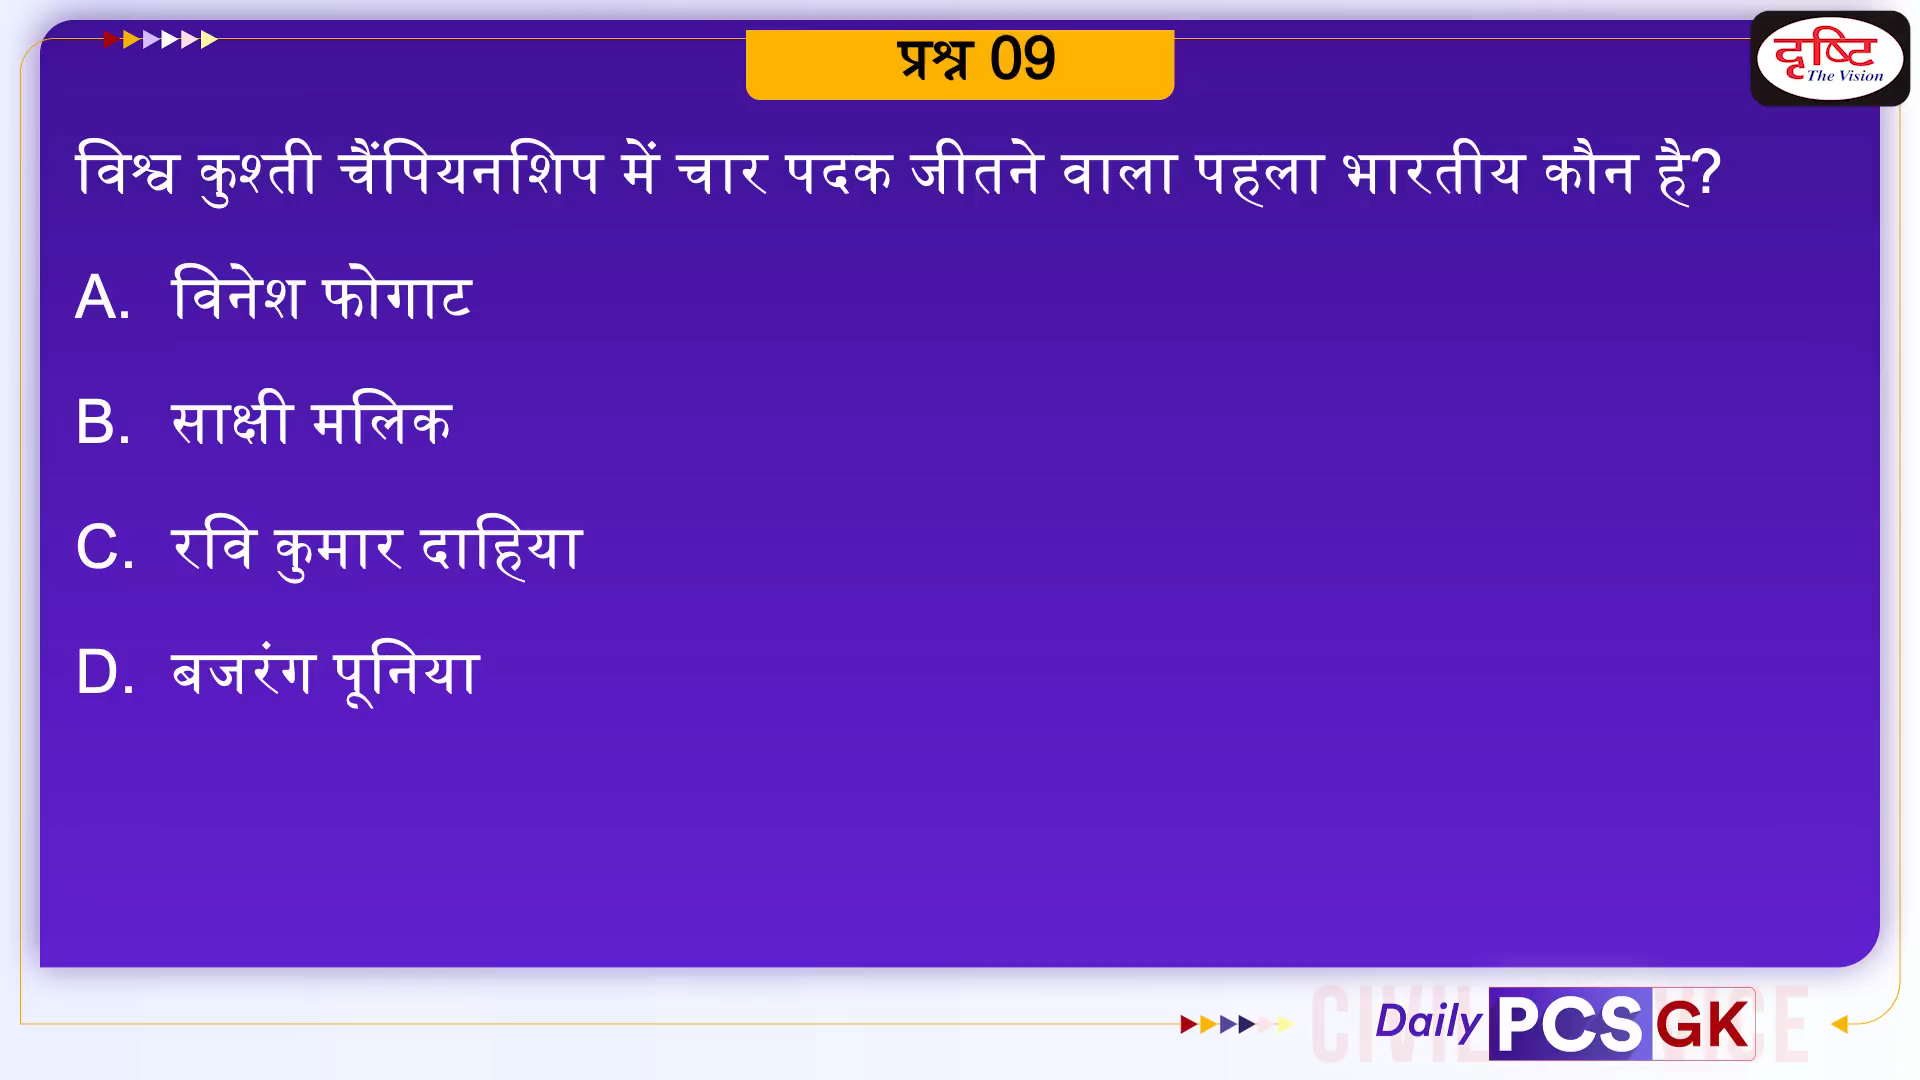 प्रश्न 09
दृष्टि
The Vision
विश्व कुश्ती चैंपियनशिप में चार पदक जीतने वाला पहला भारतीय कौन है?
A. विनेश फोगाट
B. साक्षी मलिक
C. रवि कुमार दाहिया
D. बजरंग पूनिया
Daily PCS GK